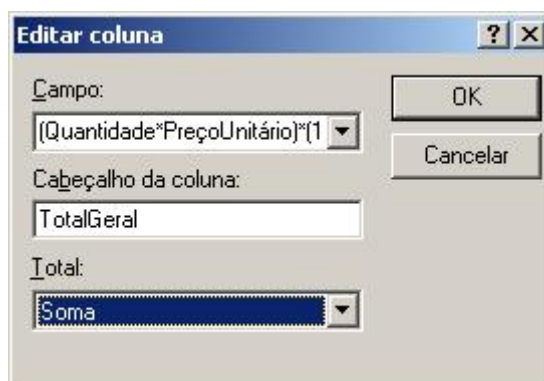 Editar coluna
Campo:
OK
(Quantidade*PreçoUnitário)*(1
Cancelar
Cabeçalho da coluna:
TotalGeral
Total:
Soma